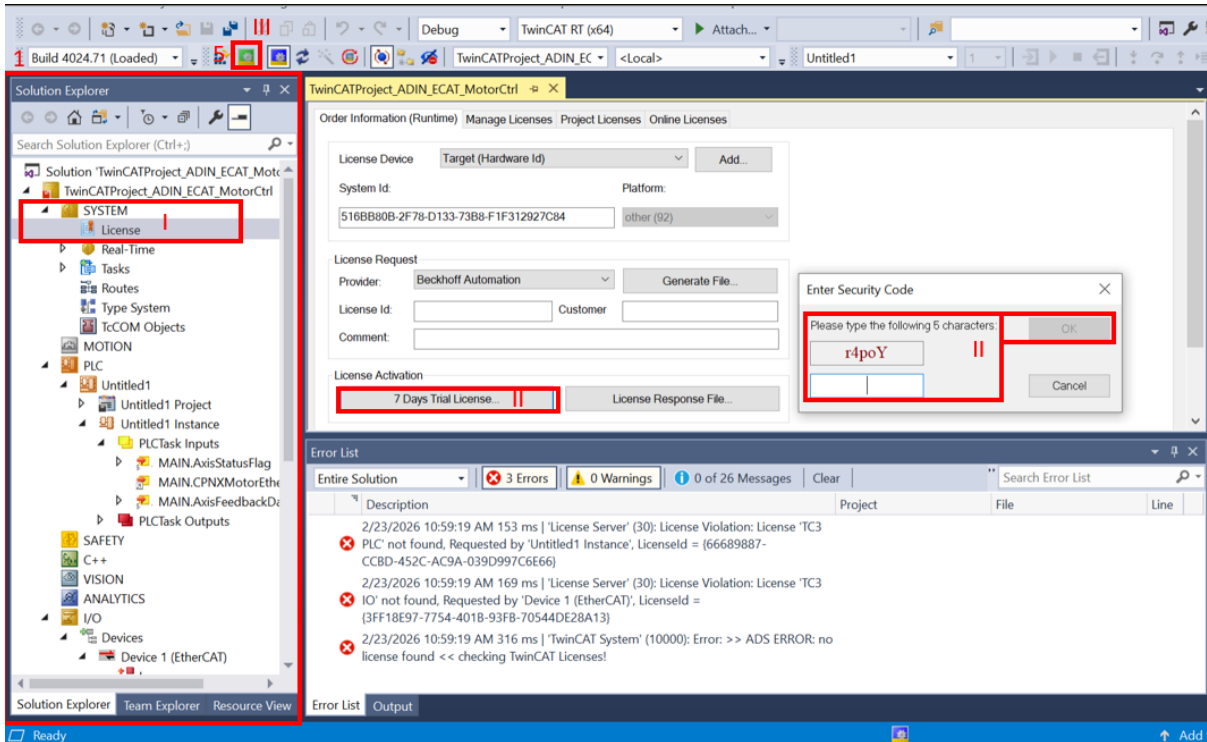 III
Debug TwinCAT RT (x64) Attach...
1 Build 4024.71 (Loaded) 5 TwinCATProject_ADIN_EC <Local> Untitled1 1
Solution Explorer
Search Solution Explorer (Ctrl+;)
Solution 'TwinCATProject_ADIN_ECAT_Moto
TwinCATProject_ADIN_ECAT_MotorCtrl
SYSTEM
License I
Real-Time
Tasks
Routes
Type System
TcCOM Objects
MOTION
PLC
Untitled1
Untitled1 Project
Untitled1 Instance
PLCTask Inputs
MAIN.AxisStatusFlag
MAIN.CPNXMotorEthe
MAIN.AxisFeedbackDa
PLCTask Outputs
SAFETY
C++
VISION
ANALYTICS
I/O
Devices
Device 1 (EtherCAT)
Solution Explorer Team Explorer Resource View
TwinCATProject_ADIN_ECAT_MotorCtrl
Order Information (Runtime) Manage Licenses Project Licenses Online Licenses
License Device Target (Hardware Id) Add...
System Id: Platform:
516BB80B-2F78-D133-73B8-F1F312927C84 other (92)
License Request
Provider: Beckhoff Automation Generate File...
License Id: Customer
Comment:
License Activation
7 Days Trial License... II License Response File...
Enter Security Code
Please type the following 5 characters: OK
r4poY II
Cancel
Error List
Entire Solution 3 Errors 0 Warnings 0 of 26 Messages Clear " Search Error List
Description Project File Line
2/23/2026 10:59:19 AM 153 ms | 'License Server' (30): License Violation: License 'TC3
PLC' not found, Requested by 'Untitled1 Instance', LicenseId = {66689887-
CCBD-452C-AC9A-039D997C6E66}
2/23/2026 10:59:19 AM 169 ms | 'License Server' (30): License Violation: License 'TC3
IO' not found, Requested by 'Device 1 (EtherCAT)', LicenseId =
{3FF18E97-7754-401B-93FB-70544DE28A13}
2/23/2026 10:59:19 AM 316 ms | 'TwinCAT System' (10000): Error: >> ADS ERROR: no
license found << checking TwinCAT Licenses!
Error List Output
Ready Add